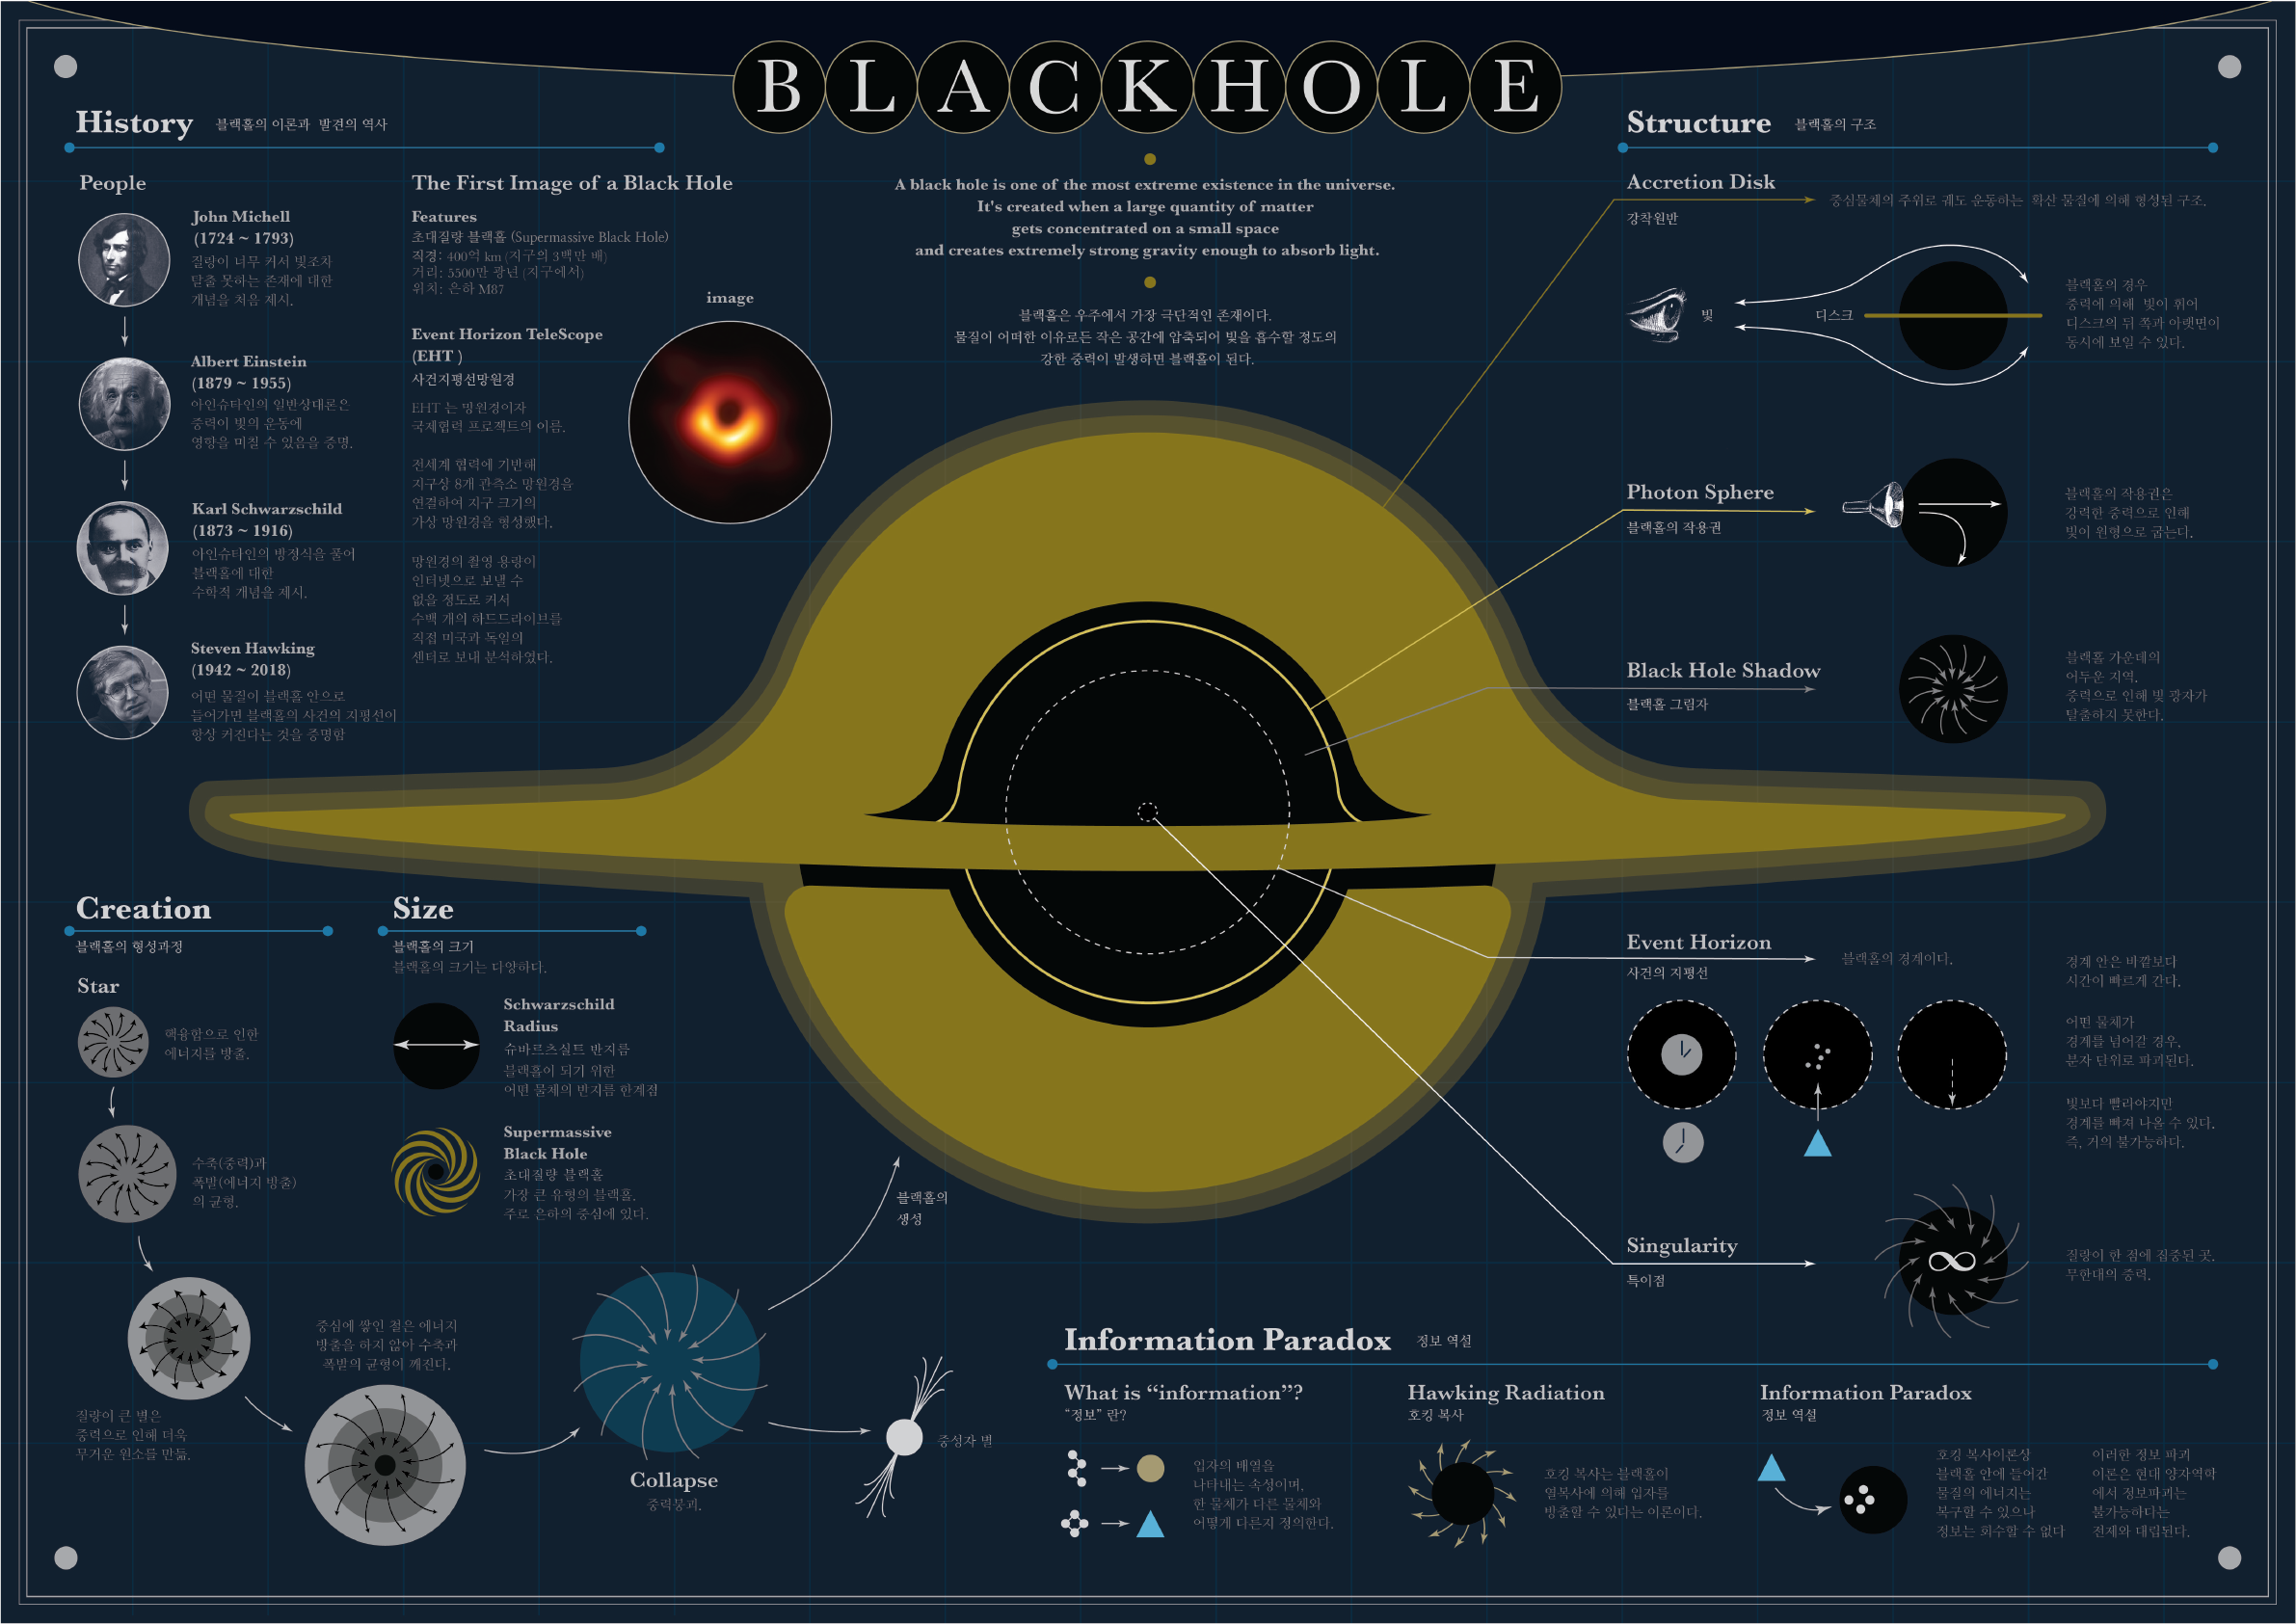 BLACKHOLE
A black hole is one of the most extreme existence in the universe.
It's created when a large quantity of matter
gets concentrated on a small space
and creates extremely strong gravity enough to absorb light.
블랙홀은 우주에서 가장 극단적인 존재이다.
물질이 어떠한 이유로든 작은 공간에 압축되어 빛을 흡수할 정도의
강한 중력이 발생하면 블랙홀이 된다.
History
블랙홀의 이론과 발견의 역사
People
John Michell
(1724 ~ 1793)
질량이 너무 커서 빛조차
탈출 못하는 존재에 대한
개념을 처음 제시.
Albert Einstein
(1879 ~ 1955)
아인슈타인의 일반상대론은
중력이 빛의 운동에
영향을 미칠 수 있음을 증명.
Karl Schwarzschild
(1873 ~ 1916)
아인슈타인의 방정식을 풀어
블랙홀에 대한
수학적 개념을 제시.
Steven Hawking
(1942 ~ 2018)
어떤 물질이 블랙홀 안으로
들어가면 블랙홀의 사건의 지평선이
항상 커진다는 것을 증명함
The First Image of a Black Hole
Features
초대질량 블랙홀 (Supermassive Black Hole)
직경: 400억 km (지구의 3백만 배)
거리: 5500만 광년 (지구에서)
위치: 은하 M87
image
Event Horizon TeleScope
(EHT )
사건지평선망원경
EHT 는 망원경이자
국제협력 프로젝트의 이름.
전세계 협력에 기반해
지구상 8개 관측소 망원경을
연결하여 지구 크기의
가상 망원경을 형성했다.
망원경의 촬영 용량이
인터넷으로 보낼 수
없을 정도로 커서
수백 개의 하드드라이브를
직접 미국과 독일의
센터로 보내 분석하였다.
Structure
블랙홀의 구조
Accretion Disk
강착원반
중심물체의 주위로 궤도 운동하는 확산 물질에 의해 형성된 구조.
빛
디스크
블랙홀의 경우
중력에 의해 빛이 휘어
디스크의 뒤 쪽과 아랫면이
동시에 보일 수 있다.
Photon Sphere
블랙홀의 작용권
블랙홀의 작용권은
강력한 중력으로 인해
빛이 원형으로 굽는다.
Black Hole Shadow
블랙홀 그림자
블랙홀 가운데의
어두운 지역.
중력으로 인해 빛 광자가
탈출하지 못한다.
Event Horizon
사건의 지평선
블랙홀의 경계이다.
경계 안은 바깥보다
시간이 빠르게 간다.
어떤 물체가
경계를 넘어갈 경우,
분자 단위로 파괴된다.
빛보다 빨라야지만
경계를 빠져 나올 수 있다.
즉, 거의 불가능하다.
Singularity
특이점
∞
질량이 한 점에 집중된 곳.
무한대의 중력.
Creation
블랙홀의 형성과정
Star
핵융합으로 인한
에너지를 방출.
수축(중력)과
폭발(에너지 방출)
의 균형.
질량이 큰 별은
중력으로 인해 더욱
무거운 원소를 만듦.
중심에 쌓인 철은 에너지
방출을 하지 않아 수축과
폭발의 균형이 깨진다.
Collapse
중력붕괴.
블랙홀의
생성
중성자 별
Size
블랙홀의 크기
블랙홀의 크기는 다양하다.
Schwarzschild
Radius
슈바르츠실트 반지름
블랙홀이 되기 위한
어떤 물체의 반지름 한계점
Supermassive
Black Hole
초대질량 블랙홀
가장 큰 유형의 블랙홀.
주로 은하의 중심에 있다.
Information Paradox
정보 역설
What is “information”?
“정보” 란?
입자의 배열을
나타내는 속성이며,
한 물체가 다른 물체와
어떻게 다른지 정의한다.
Hawking Radiation
호킹 복사
호킹 복사는 블랙홀이
열복사에 의해 입자를
방출할 수 있다는 이론이다.
Information Paradox
정보 역설
호킹 복사이론상
블랙홀 안에 들어간
물질의 에너지는
복구할 수 있으나
정보는 회수할 수 없다
이러한 정보 파괴
이론은 현대 양자역학
에서 정보파괴는
불가능하다는
전제와 대립된다.